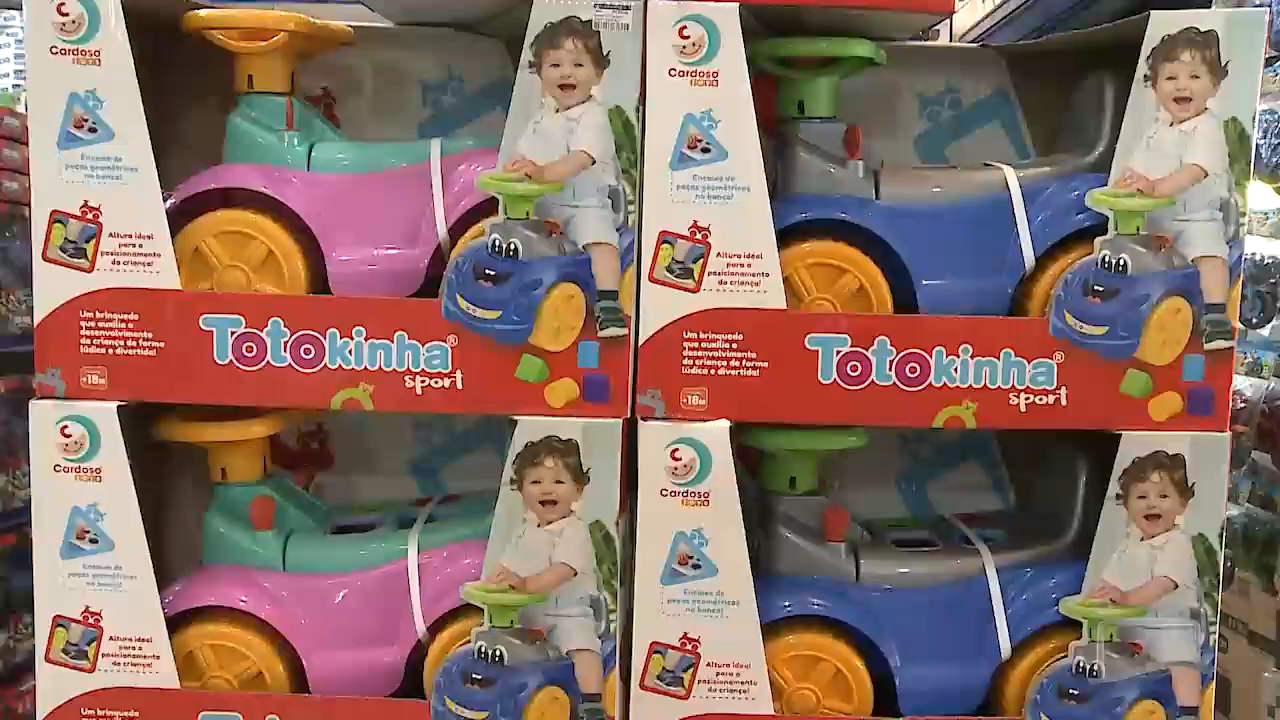 Cardoso
toys
Encaixe de
peças geométricas
no banco!
Altura ideal
para o
posicionamento
da criança!
Um brinquedo
que auxilia o
desenvolvimento
da criança de forma
lúdica e divertida!
+18M
Totokinha®
sport
Cardoso
toys
Encaixe de
peças geométricas
no banco!
Altura ideal
para o
posicionamento
da criança!
Um brinquedo
que auxilia o
desenvolvimento
da criança de forma
lúdica e divertida!
+18M
Totokinha®
sport
Cardoso
toys
Encaixe de
peças geométricas
no banco!
Altura ideal
para o
posicionamento
da criança!
Um brinquedo
Cardoso
toys
Encaixe de
peças geométricas
no banco!
Altura ideal
para o
posicionamento
da criança!